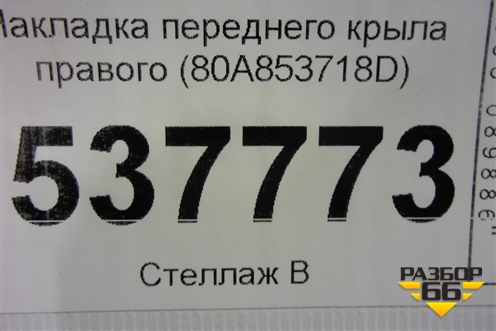 Накладка переднего крыла
правого (80A853718D)
537773
Стеллаж В
РАЗБОР
66